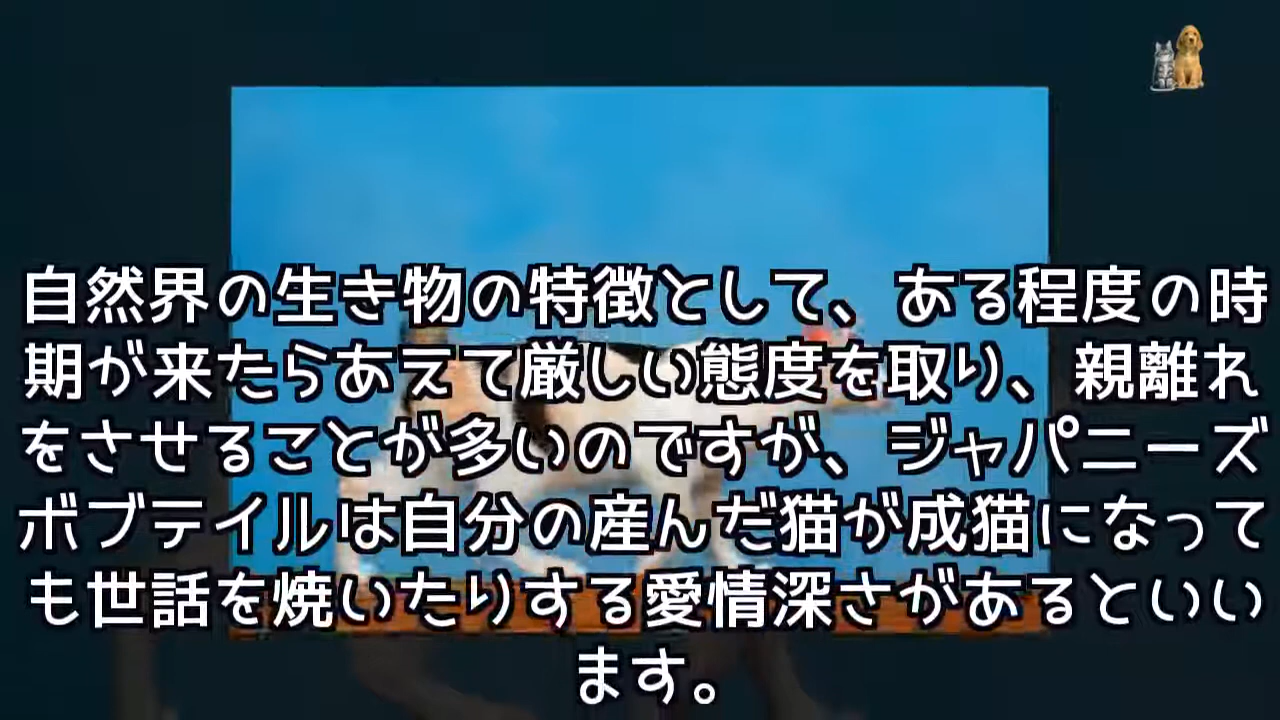 自然界の生き物の特徴として、ある程度の時
期が来たらあえて厳しい態度を取り、親離れ
をさせることが多いのですが、ジャパニーズ
ボブテイルは自分の産んだ猫が成猫になって
も世話を焼いたりする愛情深さがあるといい
ます。